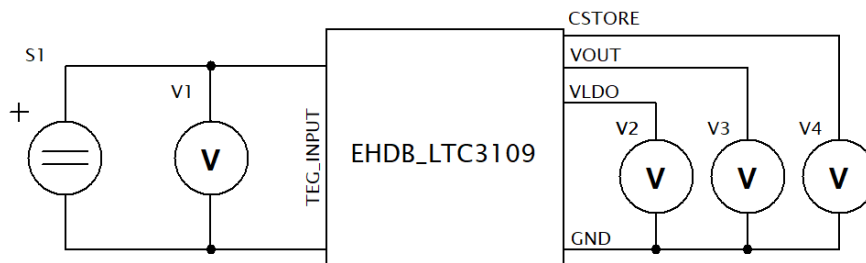 CSTORE
S1
VOUT
V1
VLDO
+
V2
V3
V4
TEG_INPUT
EHDB_LTC3109
V
V
V
V
GND